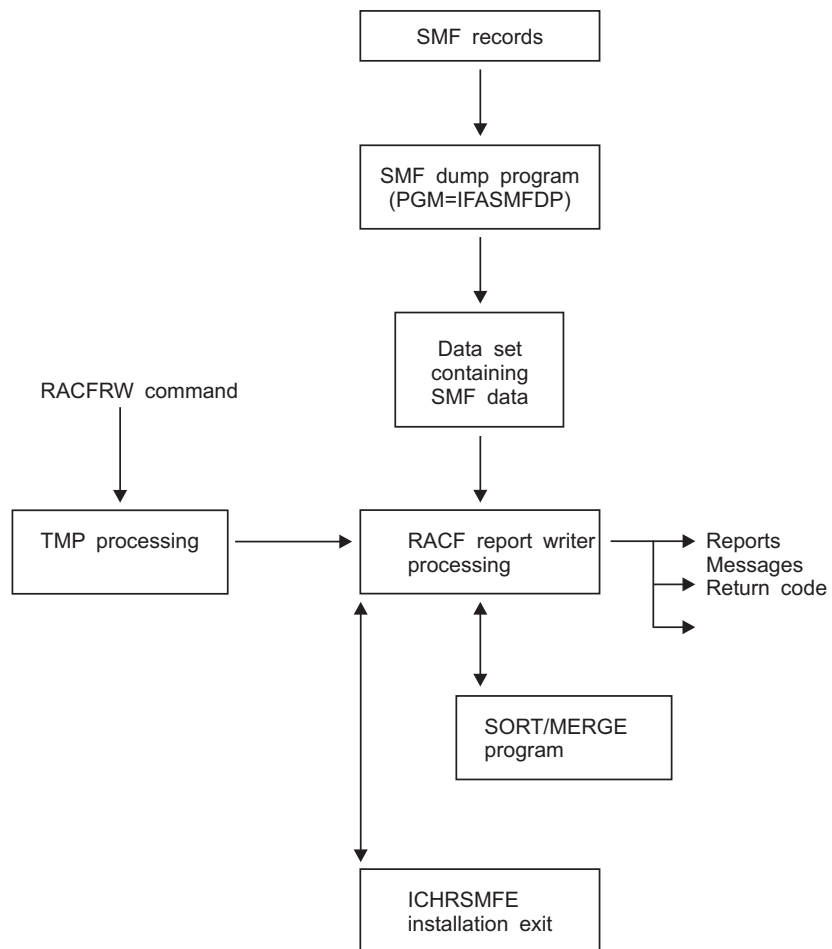 SMF records
SMF dump program
(PGM=IFASMFDP)
Data set
containing
SMF data
RACFRW command
TMP processing
RACF report writer
processing
Reports
Messages
Return code
SORT/MERGE
program
ICHRSMFE
installation exit